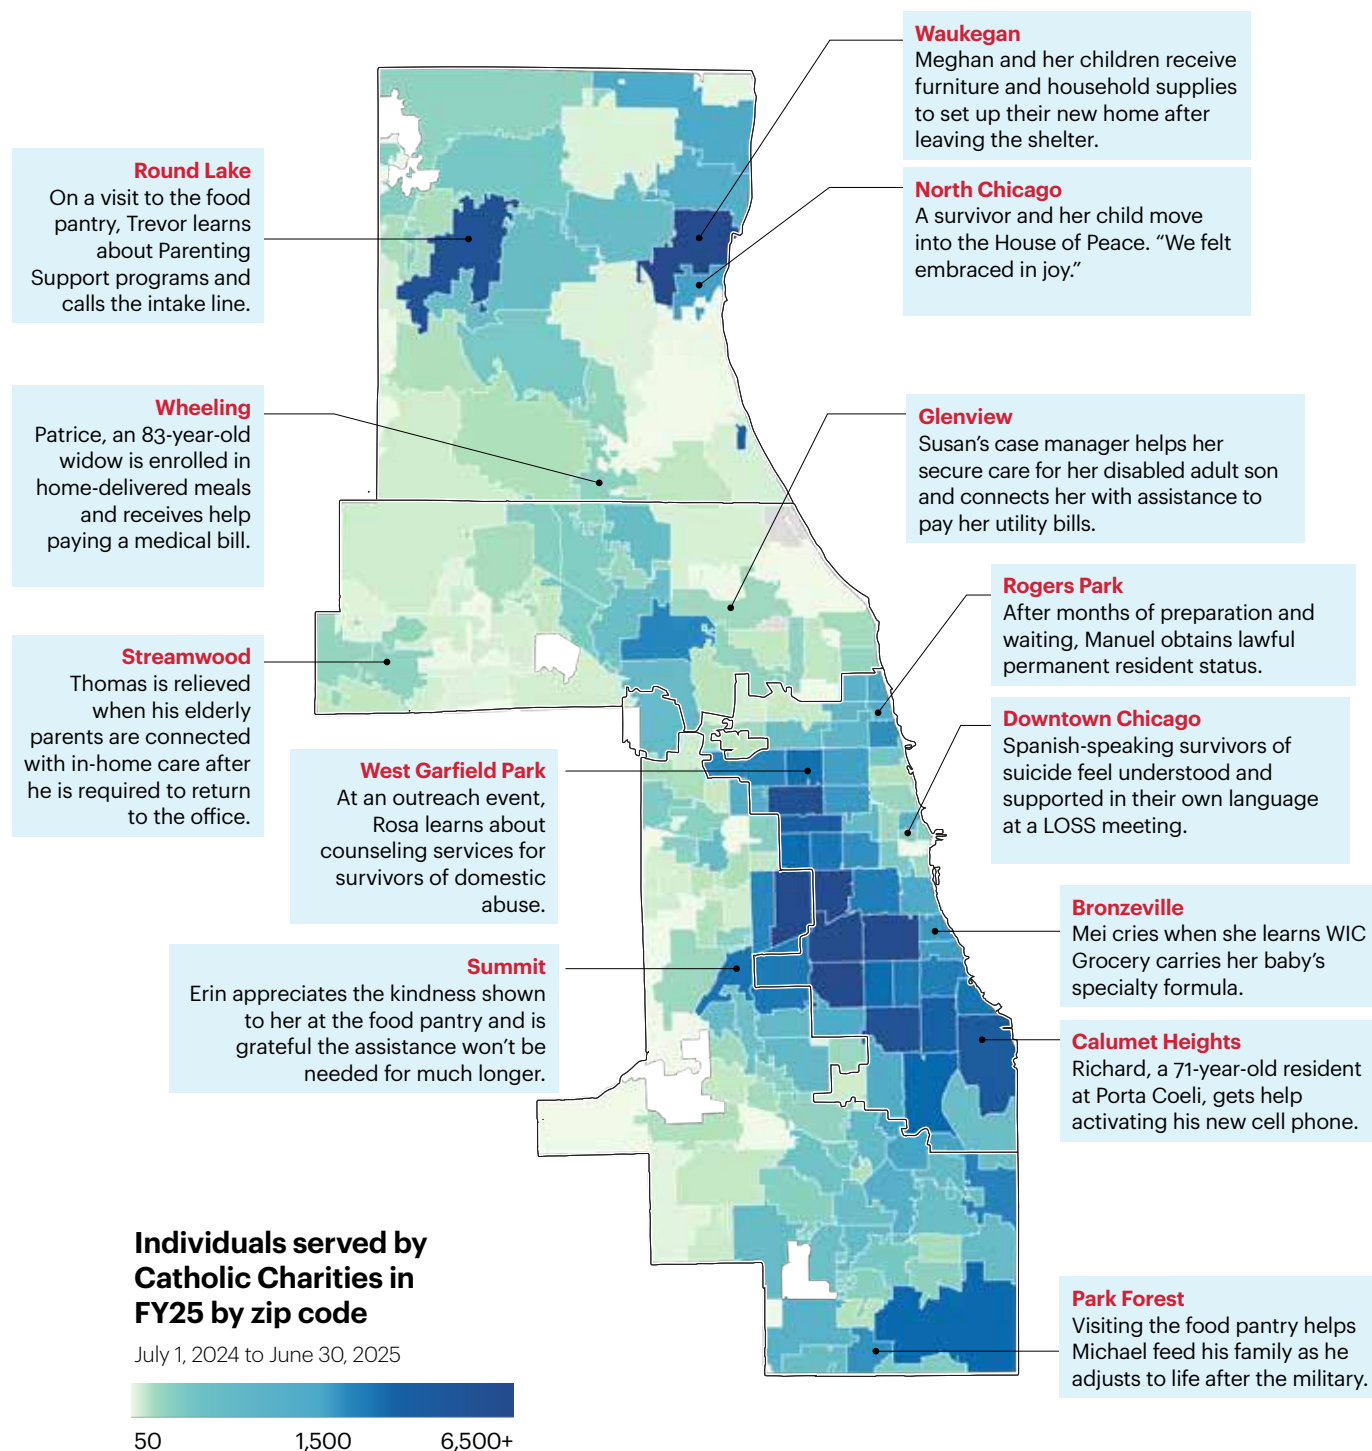 Waukegan
Meghan and her children receive
furniture and household supplies
to set up their new home after
leaving the shelter.
Round Lake
On a visit to the food
pantry, Trevor learns
about Parenting
Support programs and
calls the intake line.
North Chicago
A survivor and her child move
into the House of Peace. “We felt
embraced in joy.”
Wheeling
Patrice, an 83-year-old
widow is enrolled in
home-delivered meals
and receives help
paying a medical bill.
Glenview
Susan’s case manager helps her
secure care for her disabled adult son
and connects her with assistance to
pay her utility bills.
Rogers Park
After months of preparation and
waiting, Manuel obtains lawful
permanent resident status.
Streamwood
Thomas is relieved
when his elderly
parents are connected
with in-home care after
he is required to return
to the office.
Downtown Chicago
Spanish-speaking survivors of
suicide feel understood and
supported in their own language
at a LOSS meeting.
West Garfield Park
At an outreach event,
Rosa learns about
counseling services for
survivors of domestic
abuse.
Bronzeville
Mei cries when she learns WIC
Grocery carries her baby’s
specialty formula.
Summit
Erin appreciates the kindness shown
to her at the food pantry and is
grateful the assistance won’t be
needed for much longer.
Calumet Heights
Richard, a 71-year-old resident
at Porta Coeli, gets help
activating his new cell phone.
Park Forest
Visiting the food pantry helps
Michael feed his family as he
adjusts to life after the military.
Individuals served by
Catholic Charities in
FY25 by zip code
July 1, 2024 to June 30, 2025
50 1,500 6,500+